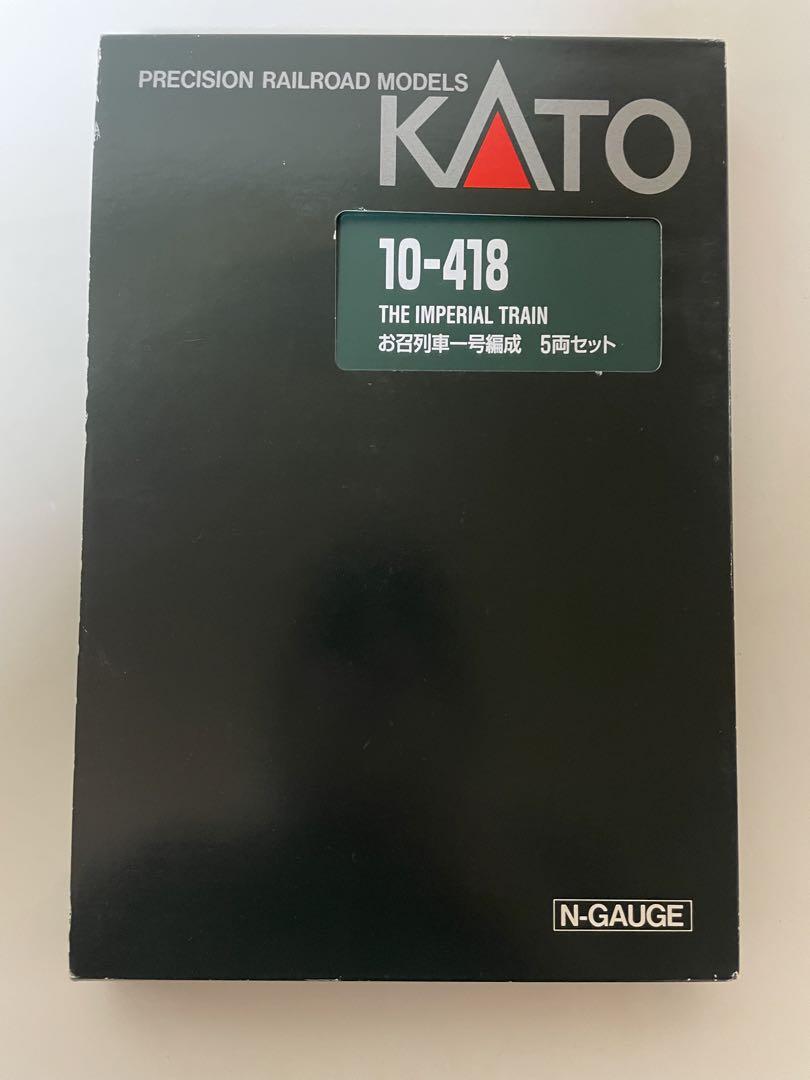 PRECISION RAILROAD MODELS
KATO
10-418
THE IMPERIAL TRAIN
お召列車一号編成 5両セット
N-GAUGE